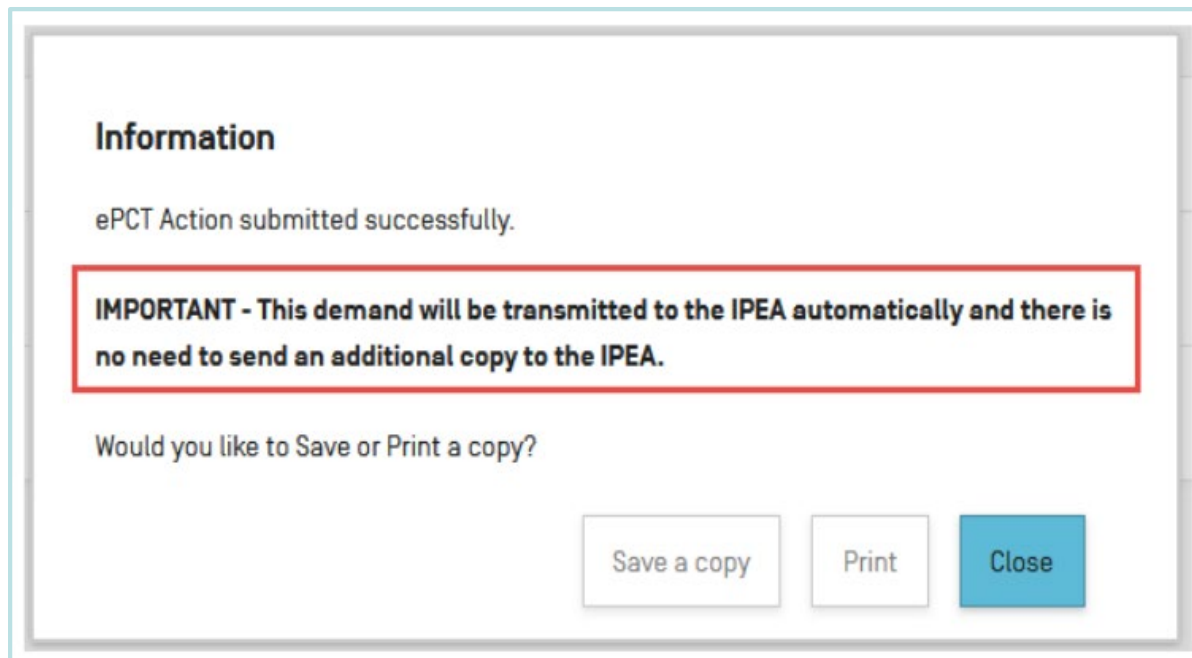 Information
ePCT Action submitted successfully.
IMPORTANT - This demand will be transmitted to the IPEA automatically and there is
no need to send an additional copy to the IPEA.
Would you like to Save or Print a copy?
Save a copy Print Close